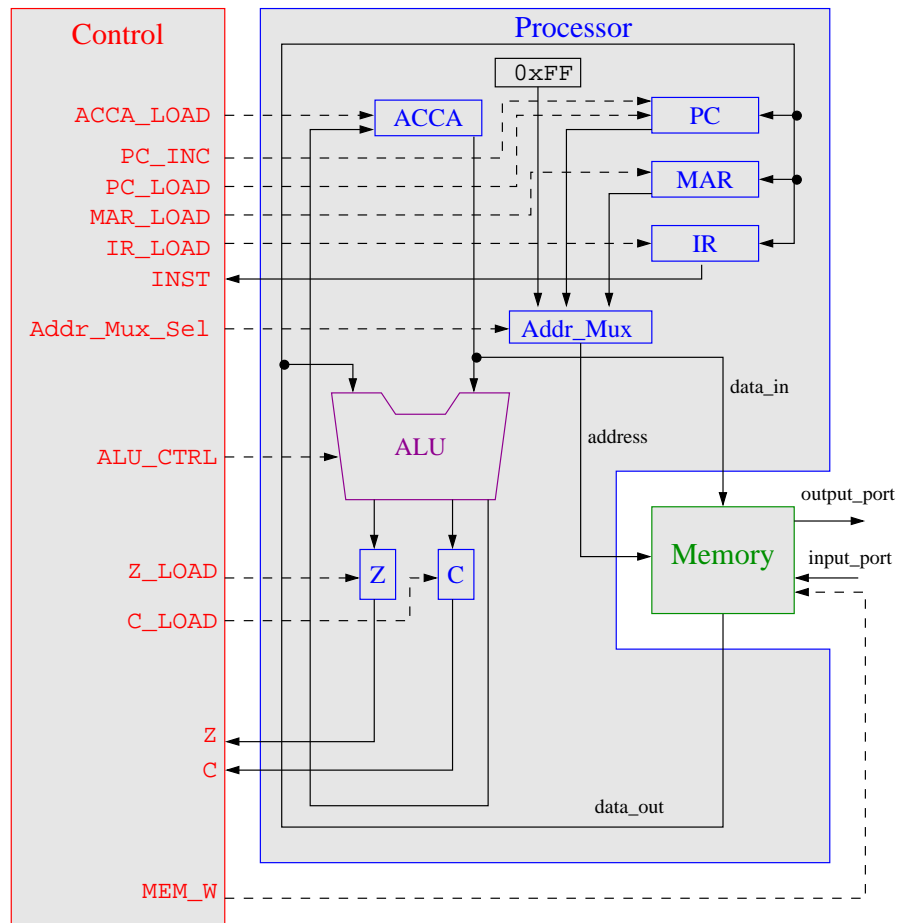 Control
Processor
0xFF
ACCA_LOAD
ACCA
PC
PC_INC
PC_LOAD
MAR
MAR_LOAD
IR_LOAD
IR
INST
Addr_Mux_Sel
Addr_Mux
data_in
address
ALU
ALU_CTRL
output_port
Memory
input_port
Z_LOAD
Z
C
C_LOAD
Z
C
data_out
MEM_W